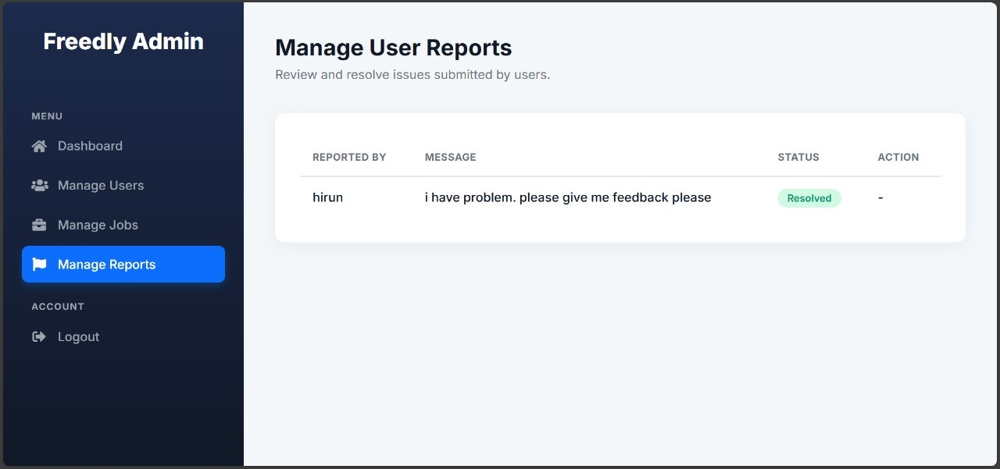 Freedly Admin
MENU
Dashboard
Manage Users
Manage Jobs
Manage Reports
ACCOUNT
Logout
Manage User Reports
Review and resolve issues submitted by users.
REPORTED BY MESSAGE STATUS ACTION
hirun i have problem. please give me feedback please Resolved -